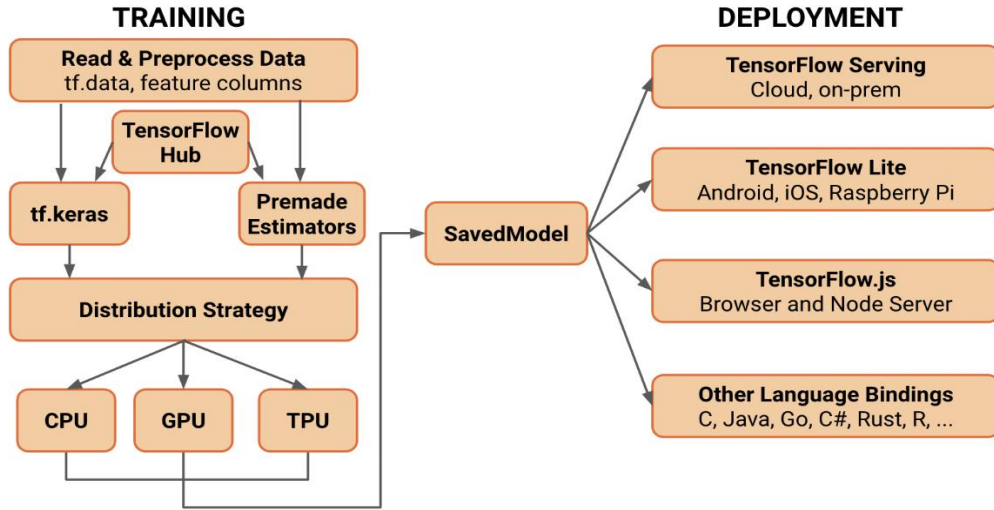 TRAINING
Read & Preprocess Data
tf.data, feature columns
TensorFlow
Hub
tf.keras
Premade
Estimators
Distribution Strategy
CPU
GPU
TPU
SavedModel
DEPLOYMENT
TensorFlow Serving
Cloud, on-prem
TensorFlow Lite
Android, iOS, Raspberry Pi
TensorFlow.js
Browser and Node Server
Other Language Bindings
C, Java, Go, C#, Rust, R, ...